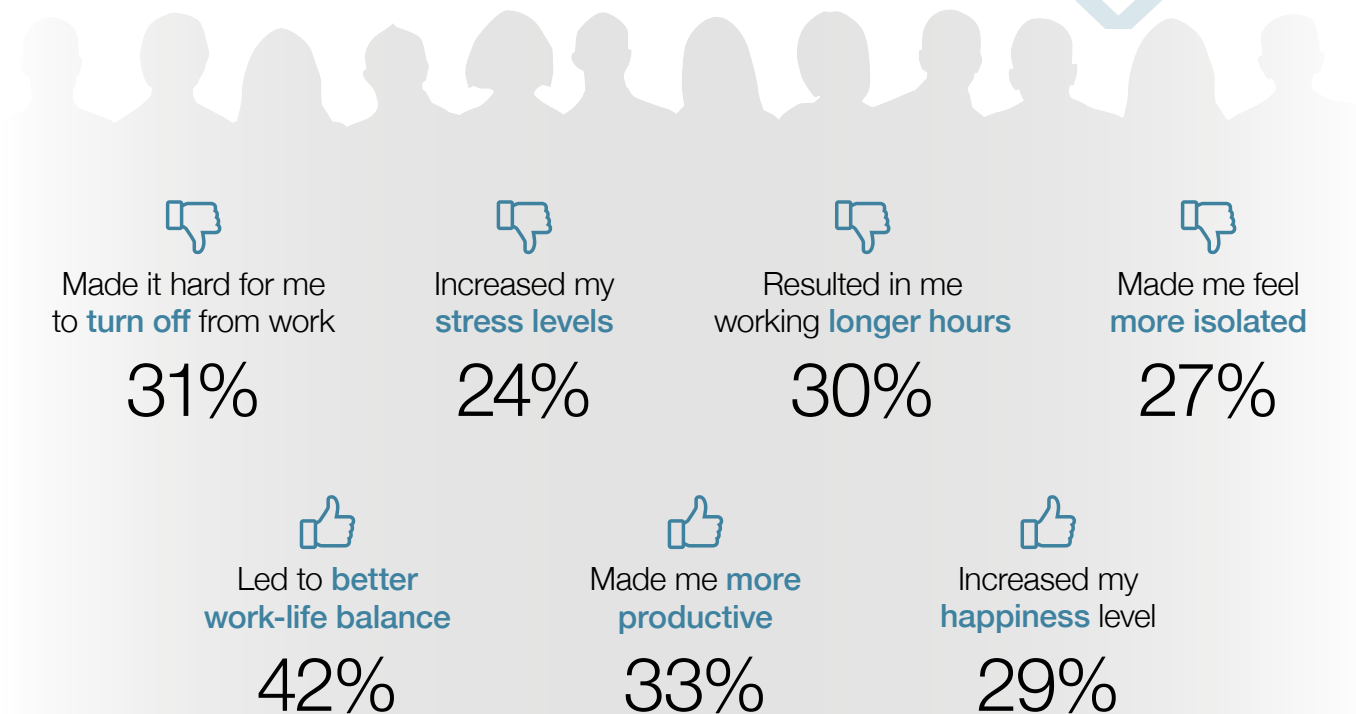 Made it hard for me
to turn off from work
31%
Increased my
stress levels
24%
Resulted in me
working longer hours
30%
Made me feel
more isolated
27%
Led to better
work-life balance
42%
Made me more
productive
33%
Increased my
happiness level
29%